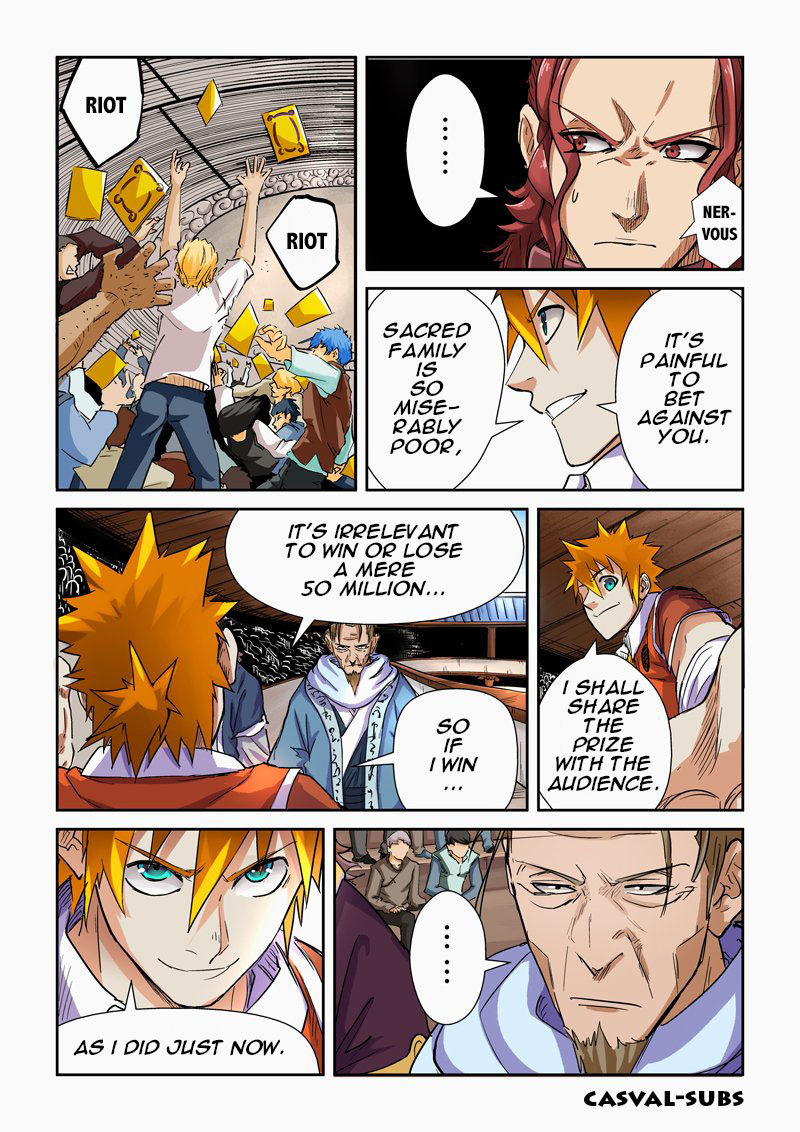 RIOT
RIOT
......
NER-
VOUS
SACRED
FAMILY
IS
SO
MISE-
RABLY
POOR,
IT'S
PAINFUL
TO
BET
AGAINST
YOU.
IT'S IRRELEVANT
TO WIN OR LOSE
A MERE
50 MILLION...
SO
IF
I WIN
...
I SHALL
SHARE
THE
PRIZE
WITH THE
AUDIENCE.
AS I DID JUST NOW.
......
CASVAL-SUBS